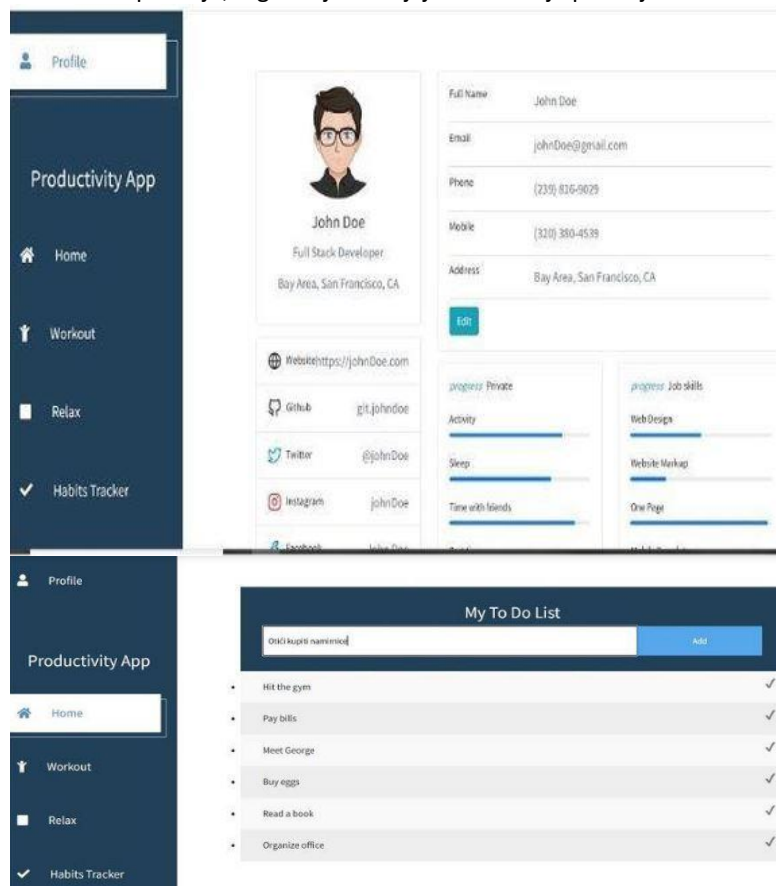 Profile
Productivity App
Home
Workout
Relax
Habits Tracker
John Doe
Full Stack Developer
Bay Area, San Francisco, CA
Full Name John Doe
Email johnDoe@gmail.com
Phone (239) 816-9029
Mobile (320) 380-4539
Address Bay Area, San Francisco, CA
Edit
Website https://johnDoe.com
Github git.johndoe
Twitter @johnDoe
Instagram johnDoe
Facebook John Doe
progress Private
Activity
Sleep
Time with friends
progress Job skills
Web Design
Website Markup
One Page
Profile
Productivity App
Home
Workout
Relax
Habits Tracker
My To Do List
Otići kupiti namirnice Add
Hit the gym
Pay bills
Meet George
Buy eggs
Read a book
Organize office